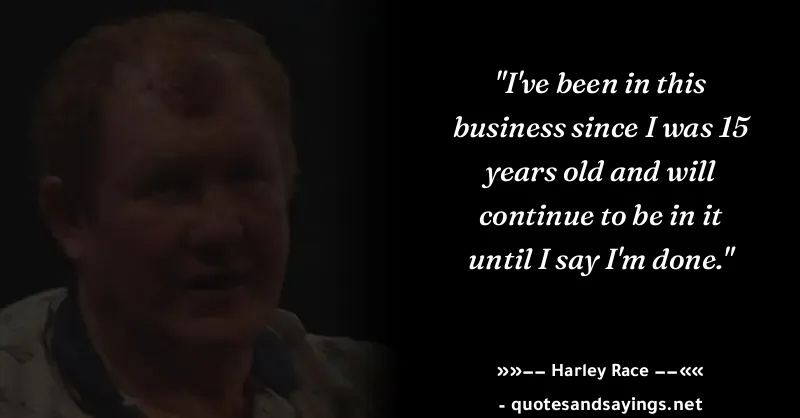 "I've been in this
business since I was 15
years old and will
continue to be in it
until I say I'm done."
»»−− Harley Race −−««
- quotesandsayings.net